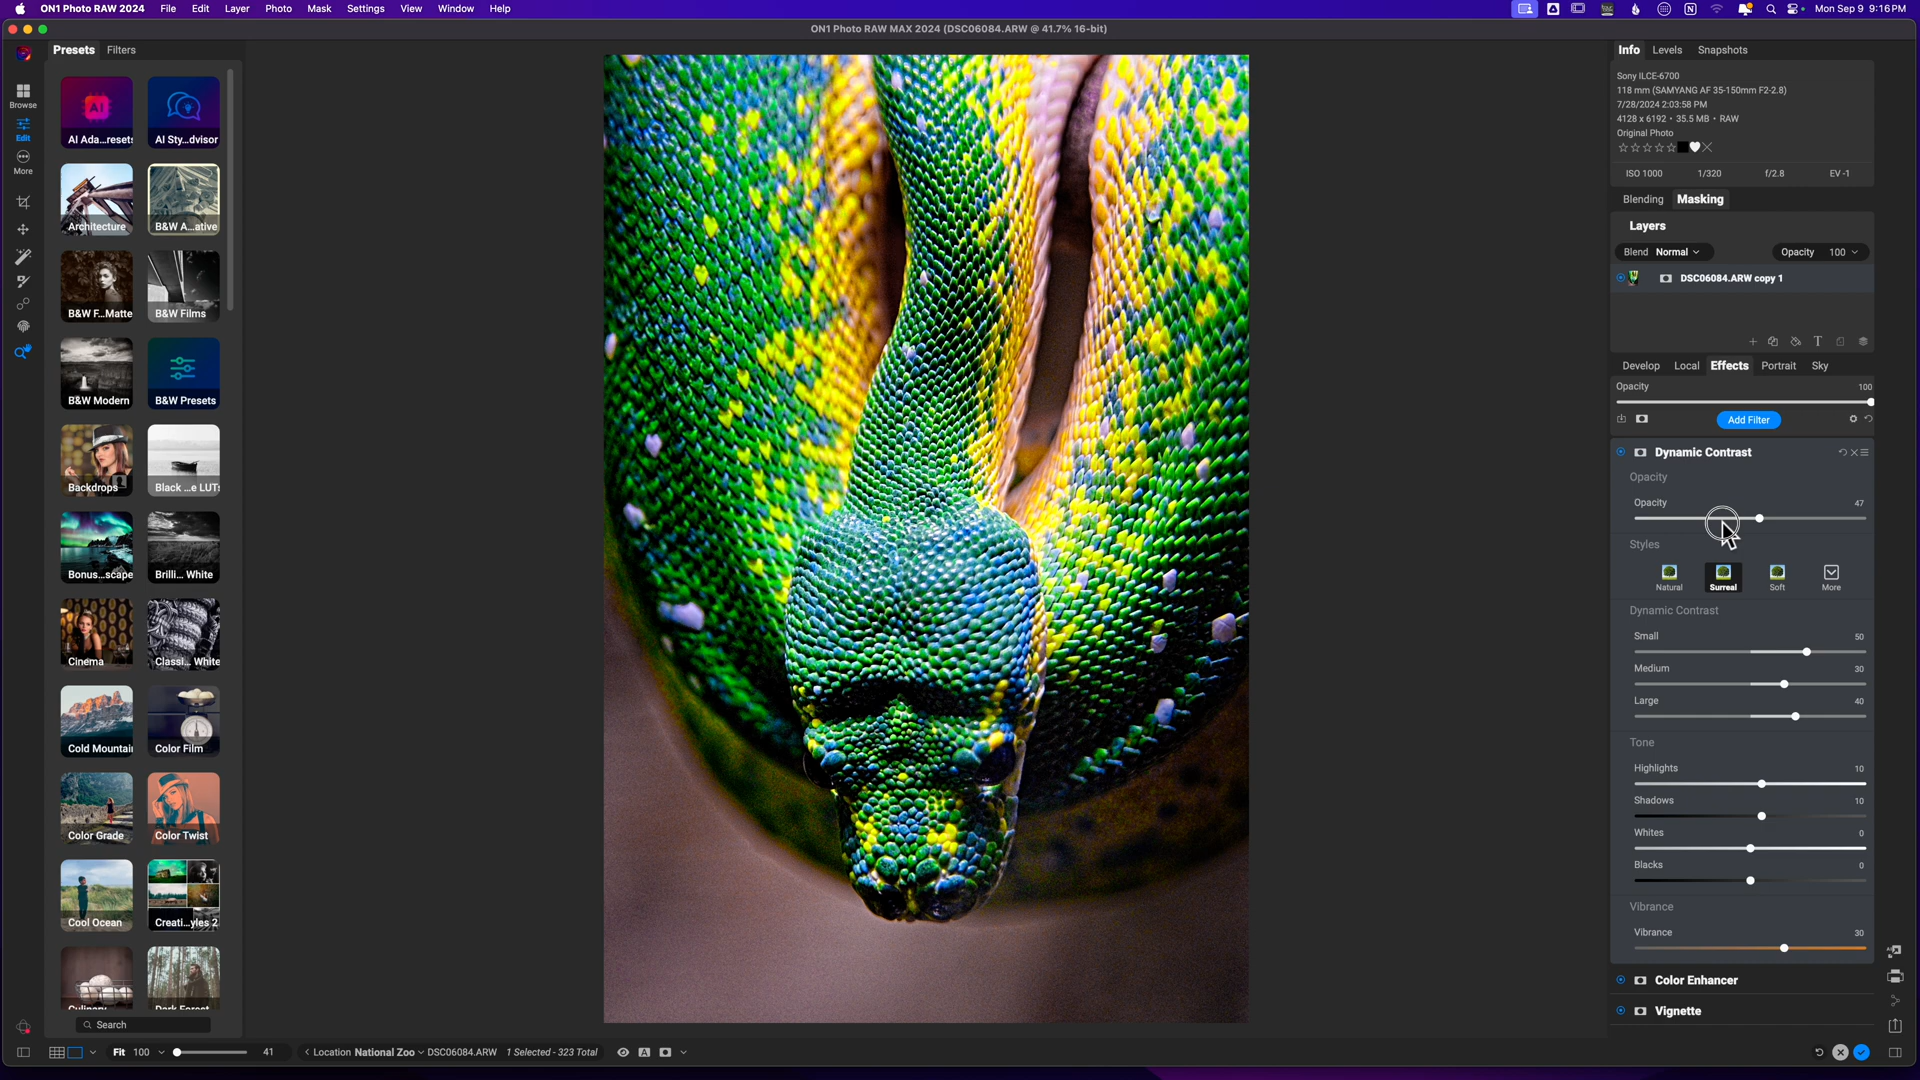 ON1 Photo RAW 2024 File Edit Layer Photo Mask Settings View Window Help Mon Sep 9 9:16 PM
ON1 Photo RAW MAX 2024 (DSC06084.ARW @ 41.7% 16-bit)
Presets Filters
Browse
Edit
More
AI Ada...resets
AI Sty...dvisor
Architecture
B&W A...ative
B&W F...Matte
B&W Films
B&W Modern
B&W Presets
Backdrops
Black ...e LUTs
Bonus...scape
Brilli... White
Cinema
Classi... White
Cold Mountain
Color Film
Color Grade
Color Twist
Cool Ocean
Creati...yles 2
Culinary
Dark Forest
Search
Fit 100 41
Location National Zoo DSC06084.ARW 1 Selected - 323 Total
A
Info Levels Snapshots
Sony ILCE-6700
118 mm (SAMYANG AF 35-150mm F2-2.8)
7/28/2024 2:03:58 PM
4128 x 6192 • 35.5 MB • RAW
Original Photo
ISO 1000 1/320 f/2.8 EV -1
Blending Masking
Layers
Blend Normal Opacity 100
DSC06084.ARW copy 1
Develop Local Effects Portrait Sky
Opacity 100
Add Filter
Dynamic Contrast
Opacity
Opacity 47
Styles
Natural Surreal Soft More
Dynamic Contrast
Small 50
Medium 30
Large 40
Tone
Highlights 10
Shadows 10
Whites 0
Blacks 0
Vibrance
Vibrance 30
Color Enhancer
Vignette